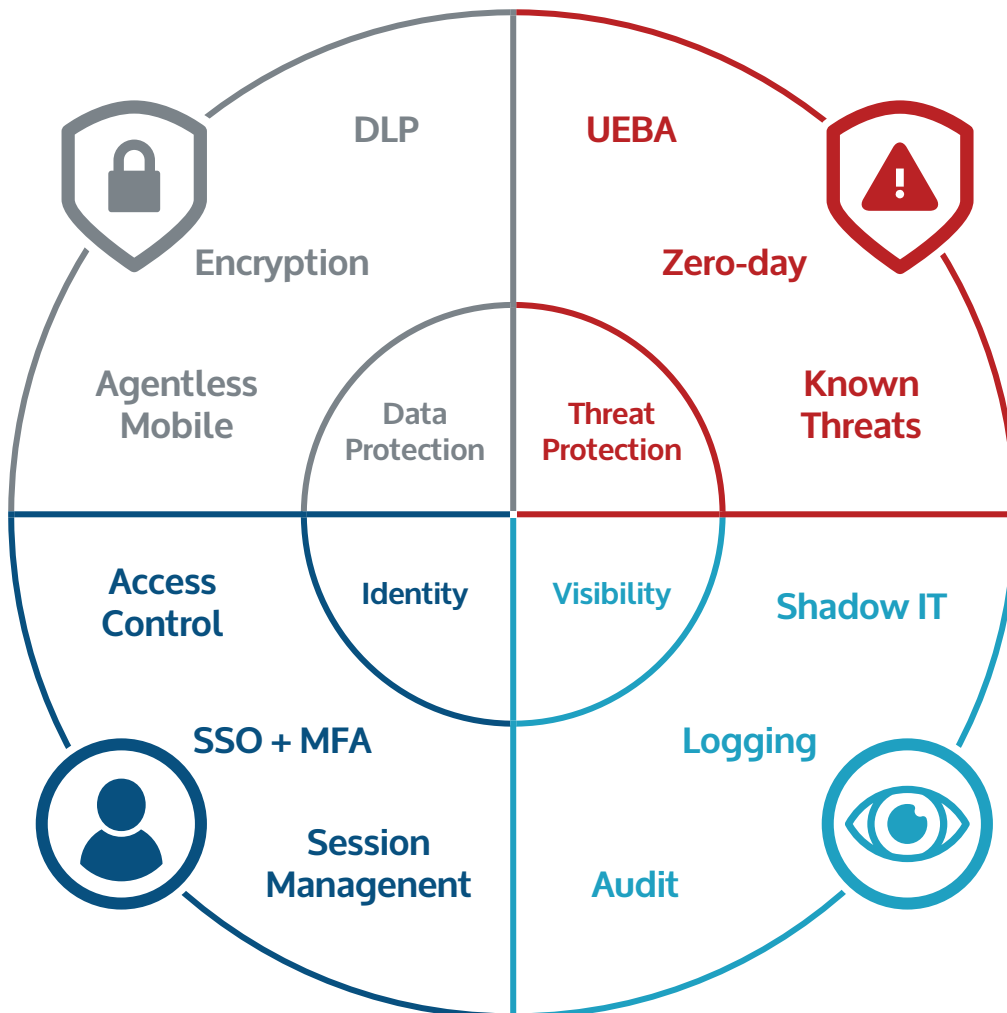 DLP
UEBA
Encryption
Zero-day
Agentless
Mobile
Data
Protection
Threat
Protection
Known
Threats
Access
Control
Identity
Visibility
Shadow IT
SSO + MFA
Logging
Session
Managenent
Audit